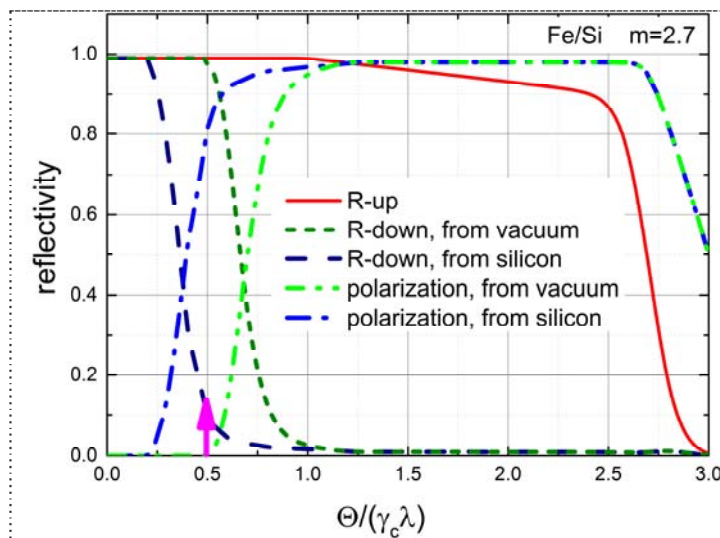 Fe/Si m=2.7
1.0
0.8
0.6
0.4
0.2
0.0
reflectivity
R-up
R-down, from vacuum
R-down, from silicon
polarization, from vacuum
polarization, from silicon
0.0 0.5 1.0 1.5 2.0 2.5 3.0
Θ/(γcλ)